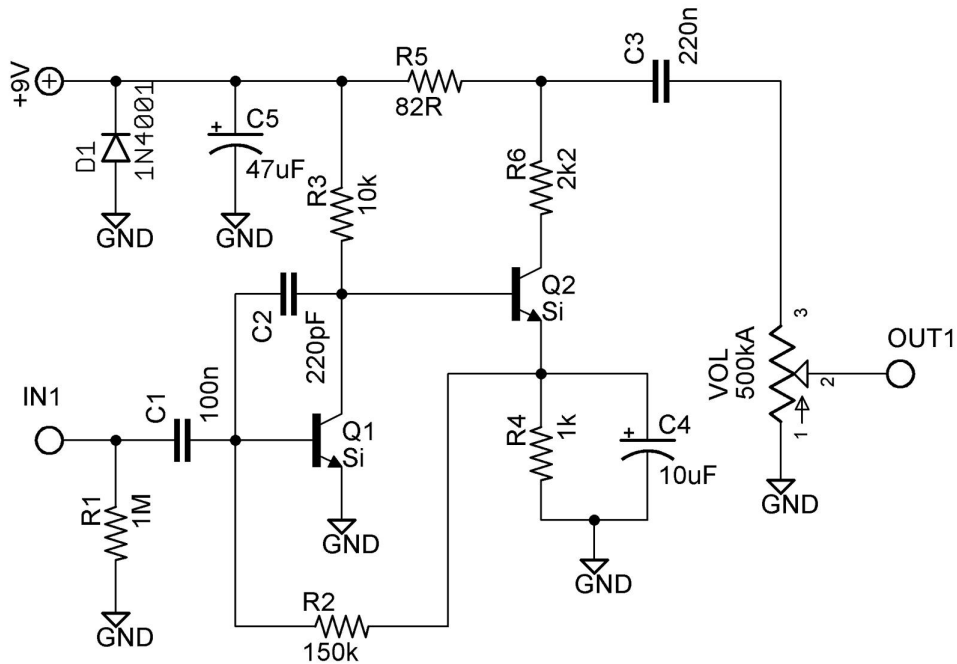 +9V
D1
1N4001
GND
C5
47uF
GND
R3
10k
R5
82R
R6
2k2
C3
220n
C2
220pF
Q2
Si
IN1
C1
100n
Q1
Si
GND
R1
1M
GND
R2
150k
R4
1k
C4
10uF
GND
VOL
500kA
3
2
1
OUT1
GND
+
+
+